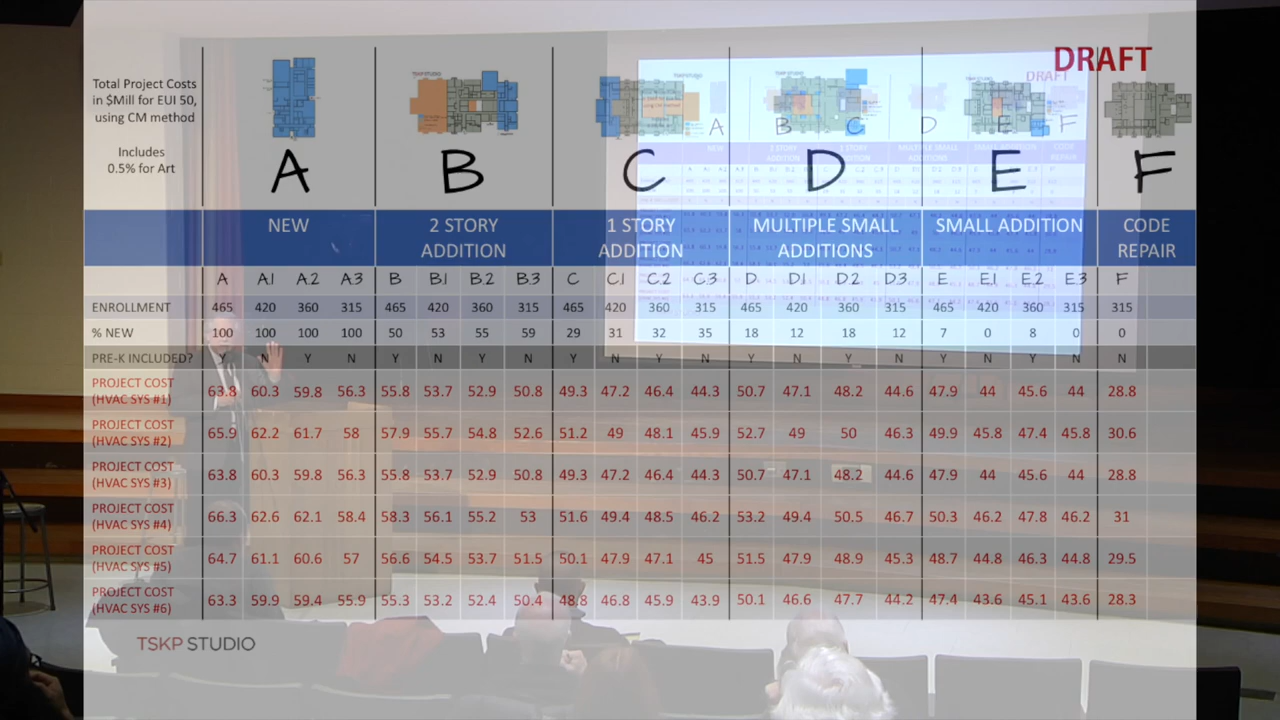 DRAFT
Total Project Costs
in $Mill for EUI 50,
using CM method
Includes
0.5% for Art
A B C D E F
NEW 2 STORY ADDITION 1 STORY ADDITION MULTIPLE SMALL ADDITIONS SMALL ADDITION CODE REPAIR
A A.1 A.2 A.3 B B.1 B.2 B.3 C C.1 C.2 C.3 D D.1 D.2 D.3 E E.1 E.2 E.3 F
ENROLLMENT 465 420 360 315 465 420 360 315 465 420 360 315 465 420 360 315 465 420 360 315 315
% NEW 100 100 100 100 50 53 55 59 29 31 32 35 18 12 18 12 7 0 8 0 0
PRE-K INCLUDED? Y N Y N Y N Y N Y N Y N Y N Y N Y N Y N N
PROJECT COST (HVAC SYS #1) 63.8 60.3 59.8 56.3 55.8 53.7 52.9 50.8 49.3 47.2 46.4 44.3 50.7 47.1 48.2 44.6 47.9 44 45.6 44 28.8
PROJECT COST (HVAC SYS #2) 65.9 62.2 61.7 58 57.9 55.7 54.8 52.6 51.2 49 48.1 45.9 52.7 49 50 46.3 49.9 45.8 47.4 45.8 30.6
PROJECT COST (HVAC SYS #3) 63.8 60.3 59.8 56.3 55.8 53.7 52.9 50.8 49.3 47.2 46.4 44.3 50.7 47.1 48.2 44.6 47.9 44 45.6 44 28.8
PROJECT COST (HVAC SYS #4) 66.3 62.6 62.1 58.4 58.3 56.1 55.2 53 51.6 49.4 48.5 46.2 53.2 49.4 50.5 46.7 50.3 46.2 47.8 46.2 31
PROJECT COST (HVAC SYS #5) 64.7 61.1 60.6 57 56.6 54.5 53.7 51.5 50.1 47.9 47.1 45 51.5 47.9 48.9 45.3 48.7 44.8 46.3 44.8 29.5
PROJECT COST (HVAC SYS #6) 63.3 59.9 59.4 55.9 55.3 53.2 52.4 50.4 48.8 46.8 45.9 43.9 50.1 46.6 47.7 44.2 47.4 43.6 45.1 43.6 28.3
TSKP STUDIO
DRAFT
A B C D E F